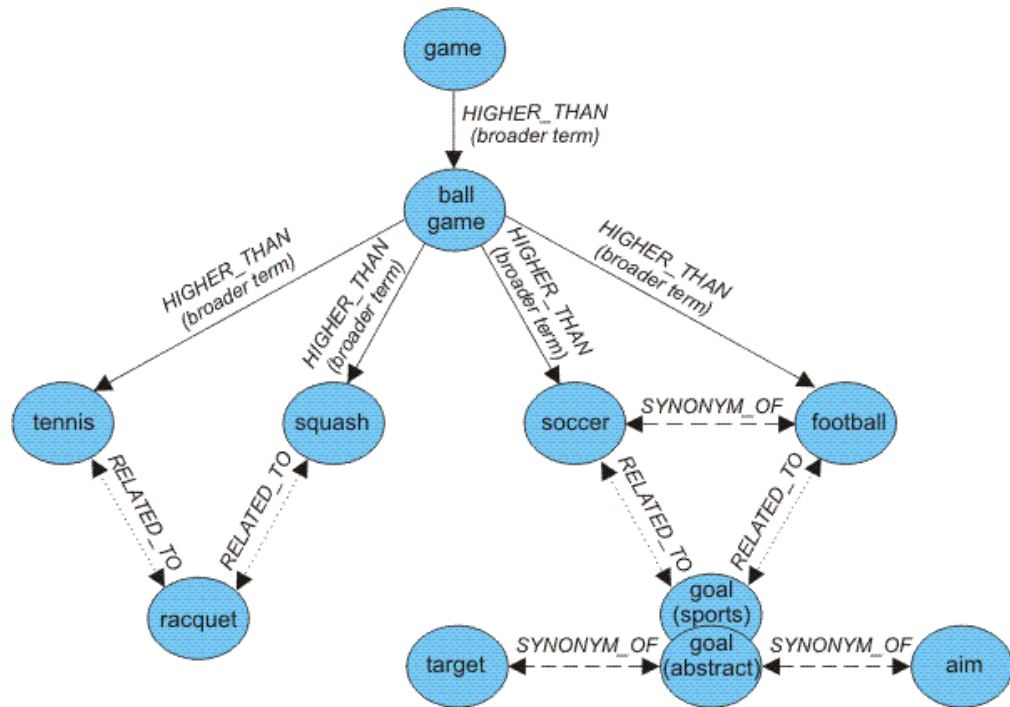 game
HIGHER_THAN
(broader term)
ball
game
HIGHER_THAN
(broader term)
HIGHER_THAN
(broader term)
HIGHER_THAN
(broader term)
HIGHER_THAN
(broader term)
tennis
squash
soccer
SYNONYM_OF
football
RELATED_TO
RELATED_TO
RELATED_TO
RELATED_TO
racquet
goal
(sports)
target
SYNONYM_OF
goal
(abstract)
SYNONYM_OF
aim